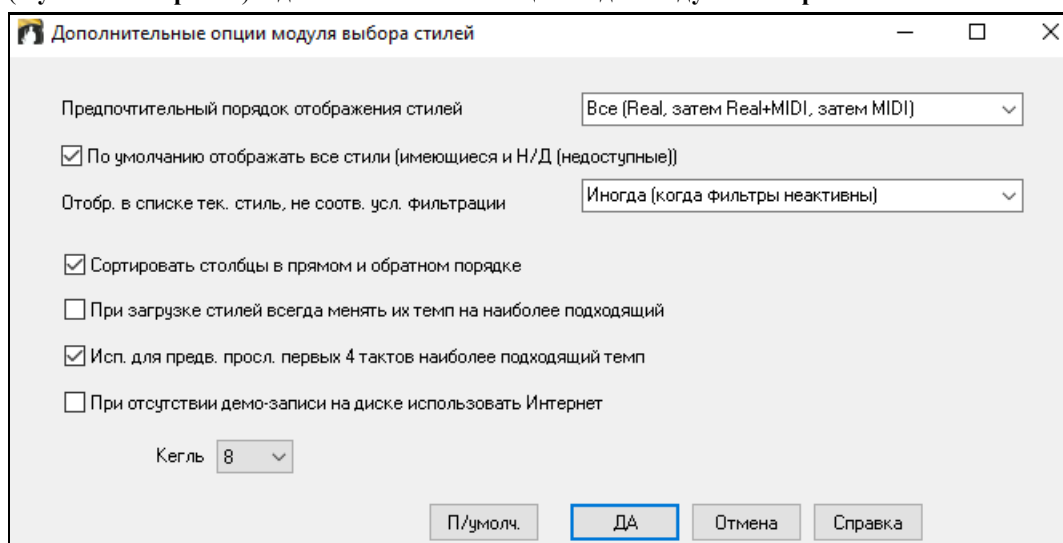 Дополнительные опции модуля выбора стилей
Предпочтительный порядок отображения стилей
Все (Real, затем Real+MIDI, затем MIDI)
По умолчанию отображать все стили (имеющиеся и Н/Д (недоступные))
Отобр. в списке тек. стиль, не соотв. усл. фильтрации
Иногда (когда фильтры неактивны)
Сортировать столбцы в прямом и обратном порядке
При загрузке стилей всегда менять их темп на наиболее подходящий
Исп. для предв. просл. первых 4 тактов наиболее подходящий темп
При отсутствии демо-записи на диске использовать Интернет
Кегль 8
П/умолч. ДА Отмена Справка